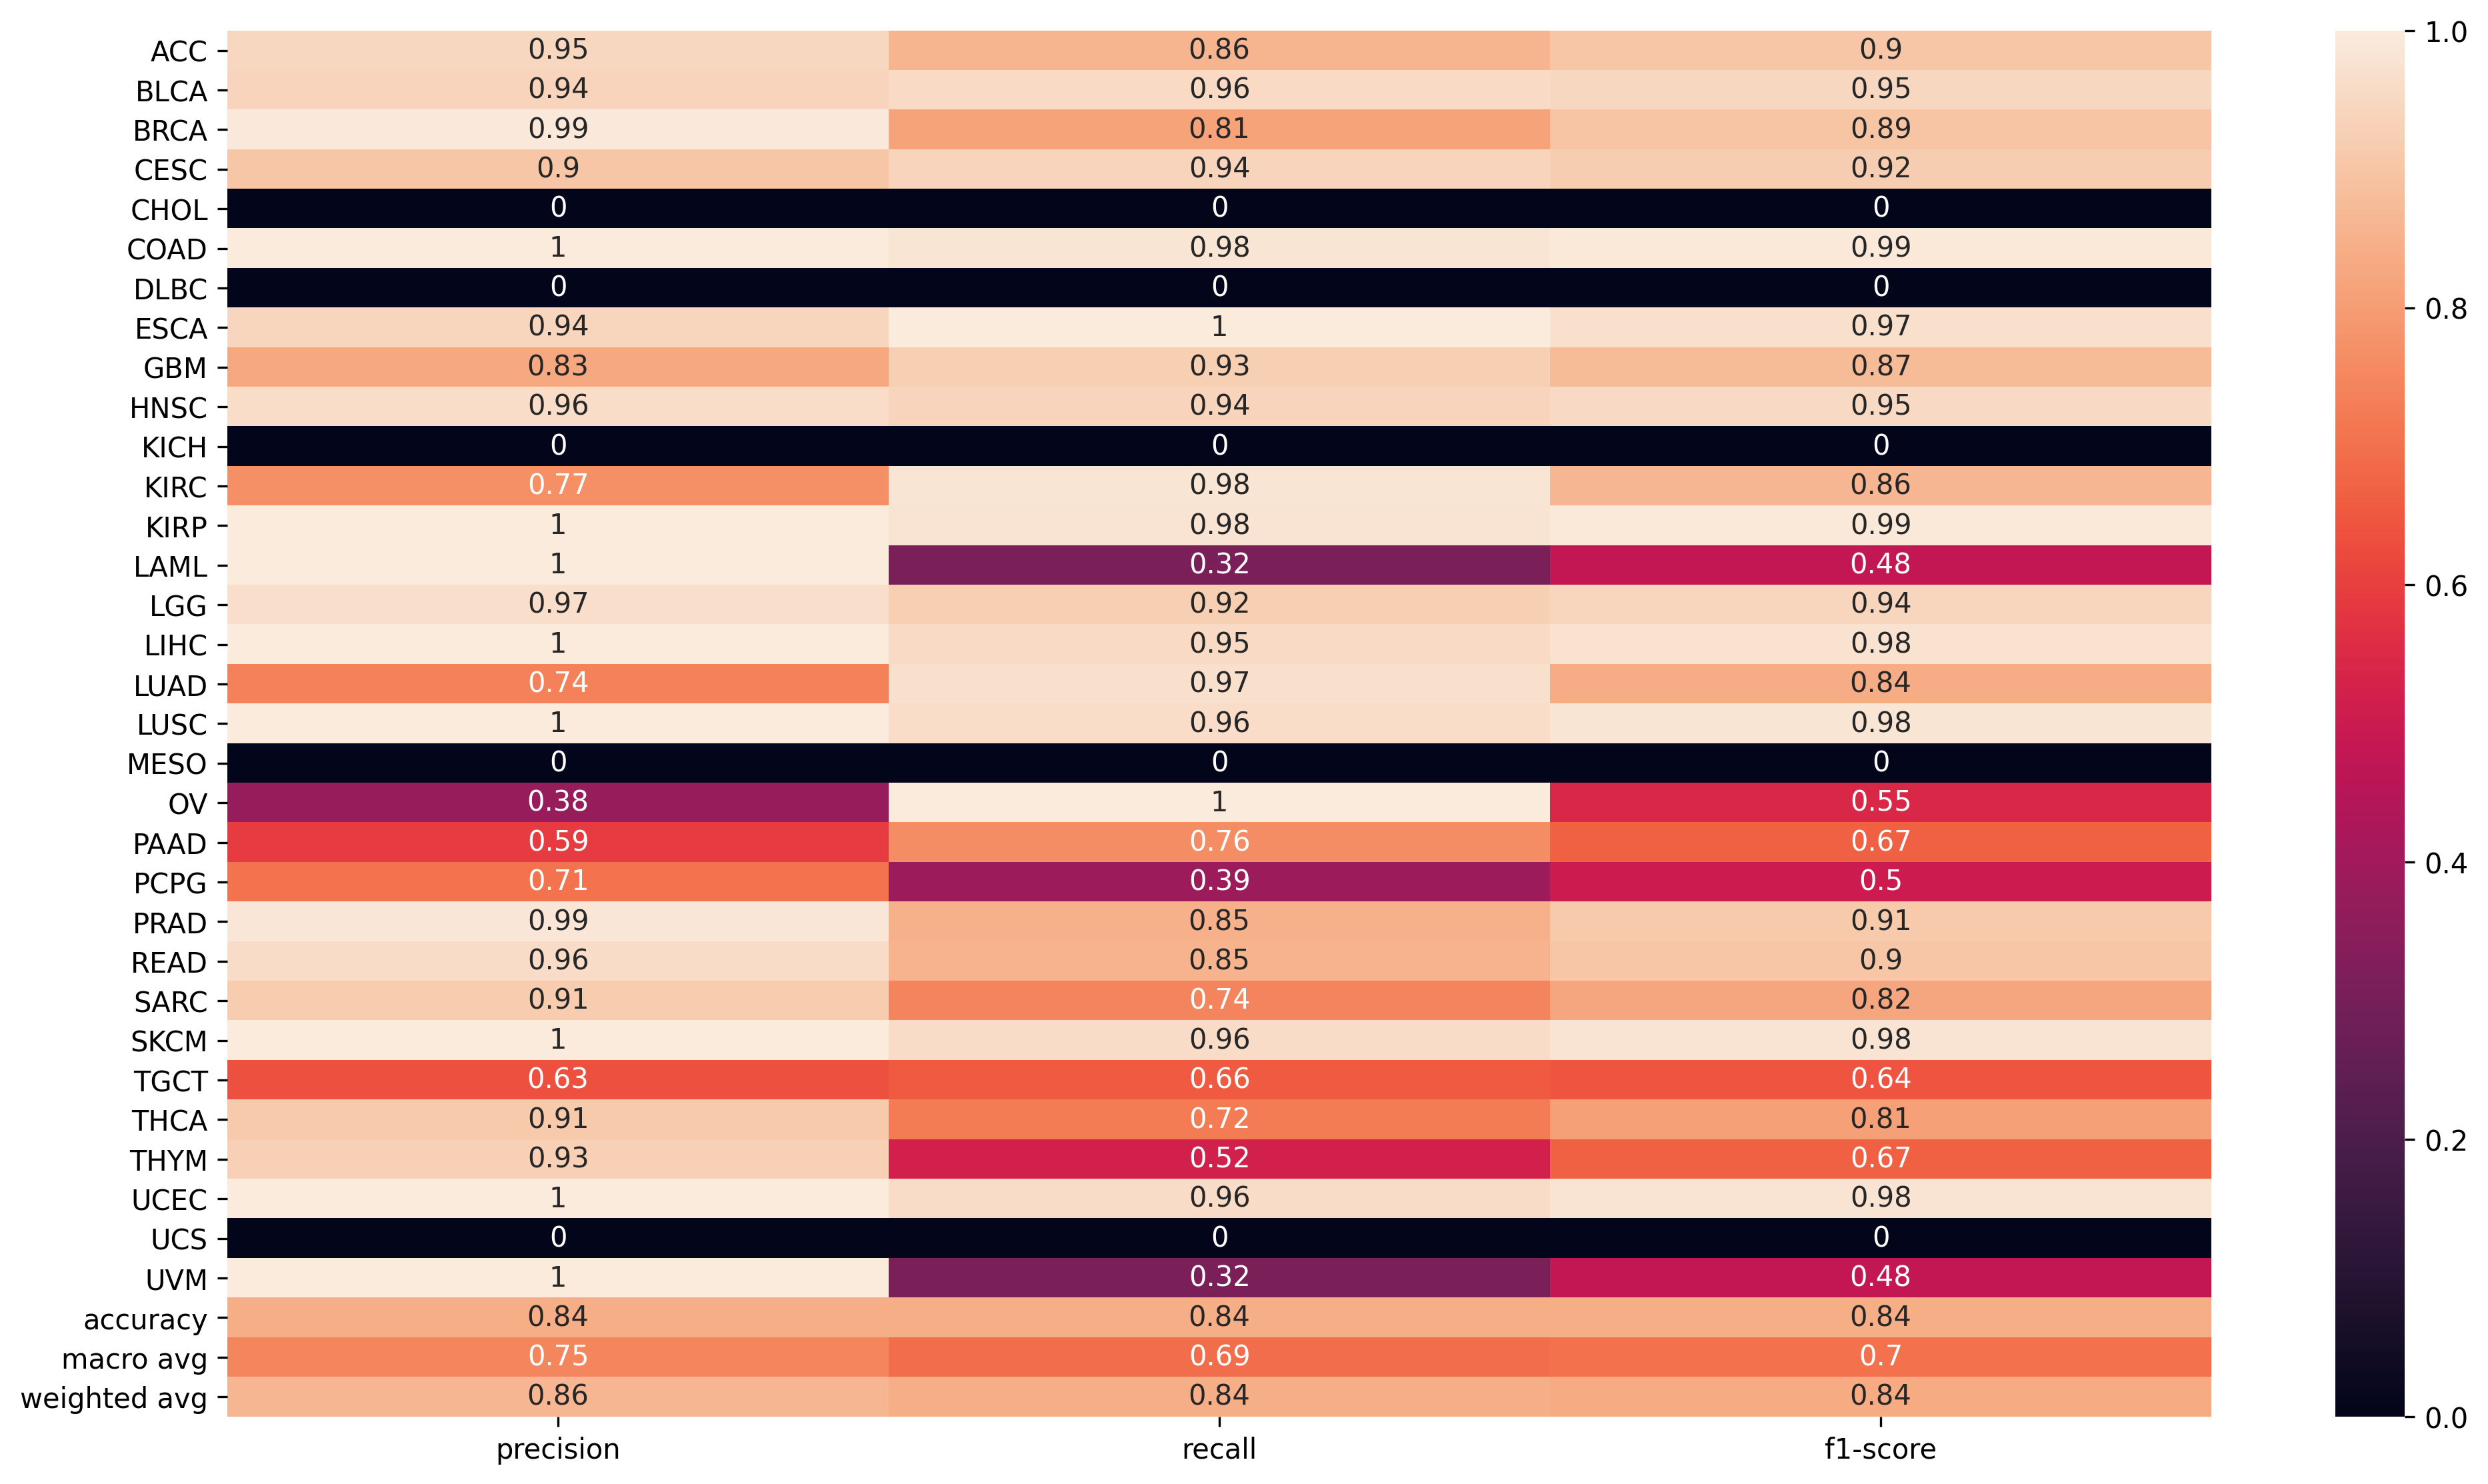 ACC 0.95 0.86 0.9 1.0
BLCA 0.94 0.96 0.95
BRCA 0.99 0.81 0.89
CESC 0.9 0.94 0.92
CHOL 0 0 0
COAD 1 0.98 0.99
DLBC 0 0 0
ESCA 0.94 1 0.97 0.8
GBM 0.83 0.93 0.87
HNSC 0.96 0.94 0.95
KICH 0 0 0
KIRC 0.77 0.98 0.86
KIRP 1 0.98 0.99
LAML 1 0.32 0.48
LGG 0.97 0.92 0.94 0.6
LIHC 1 0.95 0.98
LUAD 0.74 0.97 0.84
LUSC 1 0.96 0.98
MESO 0 0 0
OV 0.38 1 0.55
PAAD 0.59 0.76 0.67
PCPG 0.71 0.39 0.5 0.4
PRAD 0.99 0.85 0.91
READ 0.96 0.85 0.9
SARC 0.91 0.74 0.82
SKCM 1 0.96 0.98
TGCT 0.63 0.66 0.64
THCA 0.91 0.72 0.81
THYM 0.93 0.52 0.67 0.2
UCEC 1 0.96 0.98
UCS 0 0 0
UVM 1 0.32 0.48
accuracy 0.84 0.84 0.84
macro avg 0.75 0.69 0.7
weighted avg 0.86 0.84 0.84 0.0
precision recall f1-score